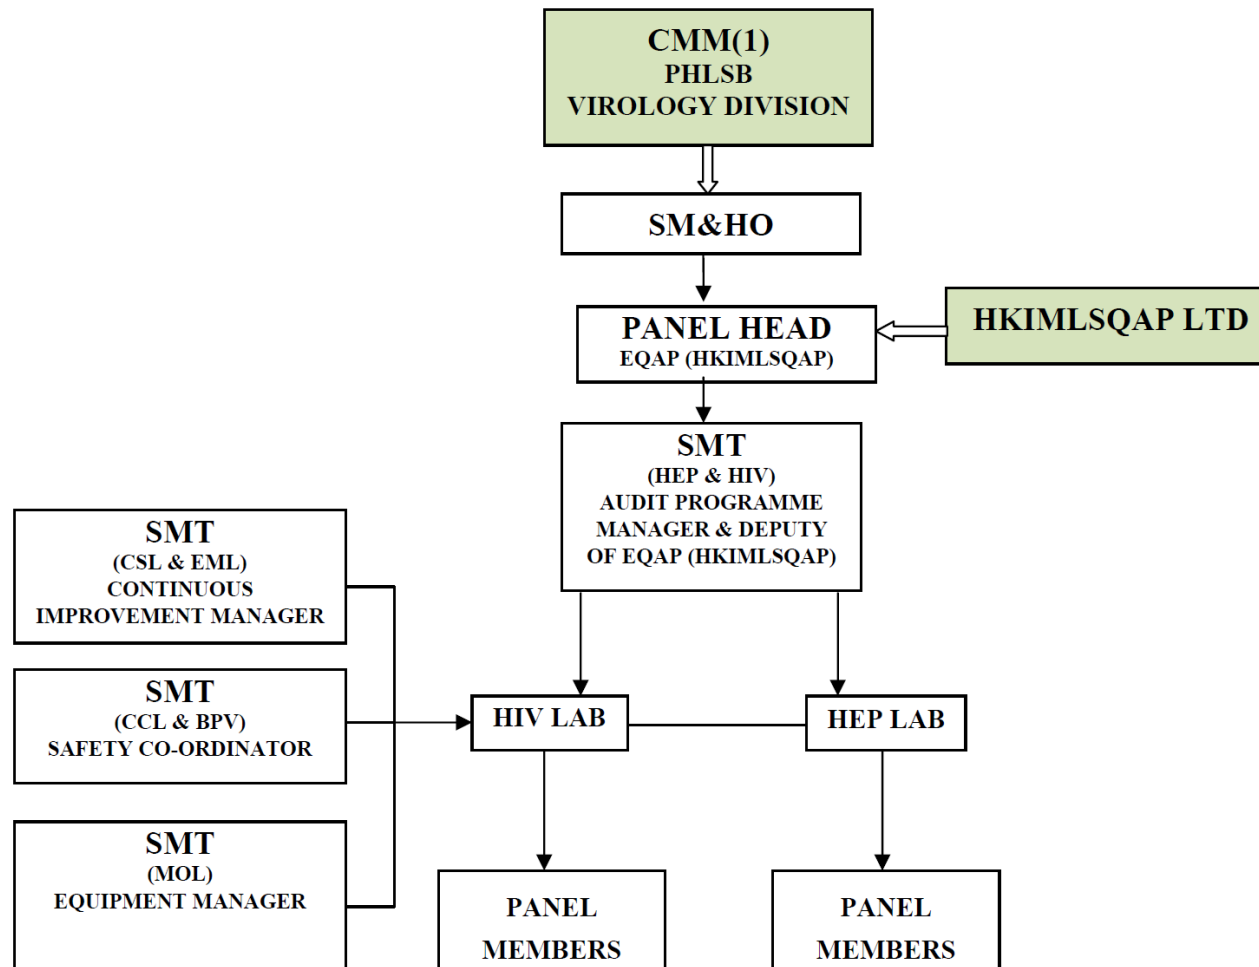 CMM(1)
PHLSB
VIROLOGY DIVISION
SM&HO
PANEL HEAD
EQAP (HKIMLSQAP)
HKIMLSQAP LTD
SMT
(HEP & HIV)
AUDIT PROGRAMME
MANAGER & DEPUTY
OF EQAP (HKIMLSQAP)
SMT
(CSL & EML)
CONTINUOUS
IMPROVEMENT MANAGER
SMT
(CCL & BPV)
SAFETY CO-ORDINATOR
HIV LAB
HEP LAB
SMT
(MOL)
EQUIPMENT MANAGER
PANEL
MEMBERS
PANEL
MEMBERS